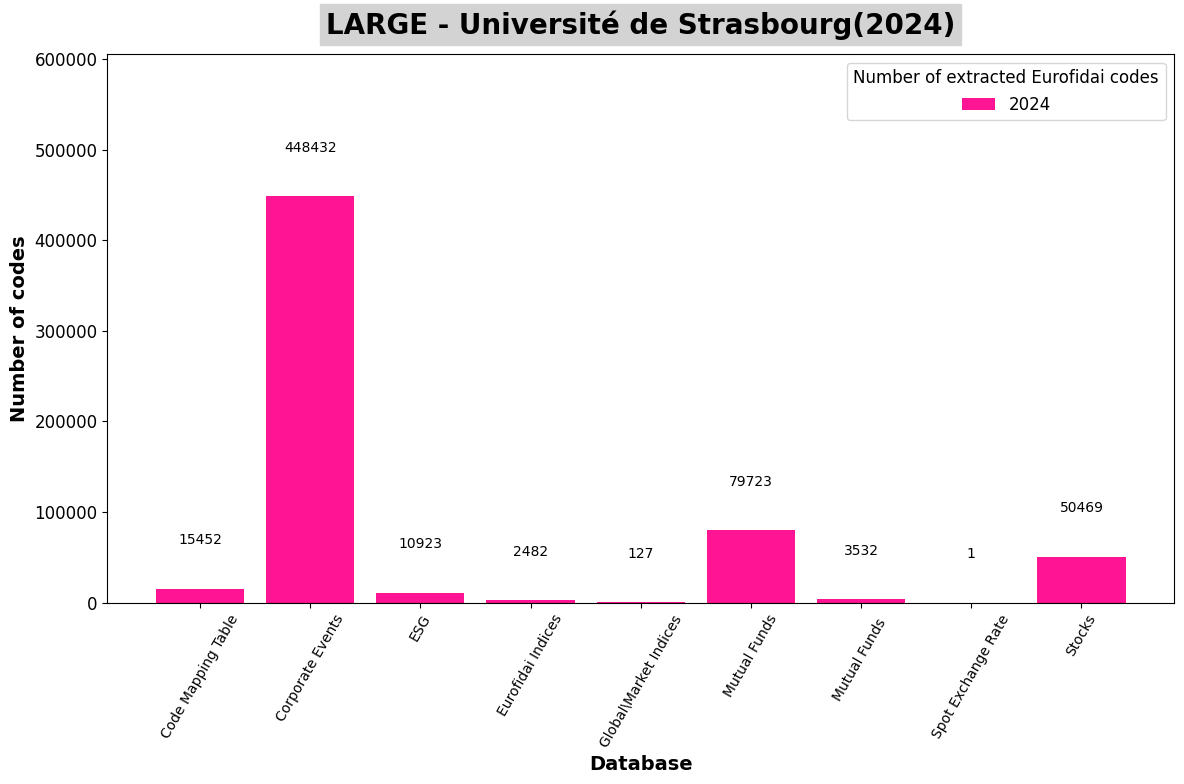 LARGE - Université de Strasbourg(2024)
Number of extracted Eurofidai codes
2024
Number of codes
600000
500000
400000
300000
200000
100000
0
15452
448432
10923
2482
127
79723
3532
1
50469
Code Mapping Table
Corporate Events
ESG
Eurofidai Indices
Global\Market Indices
Mutual Funds
Mutual Funds
Spot Exchange Rate
Stocks
Database